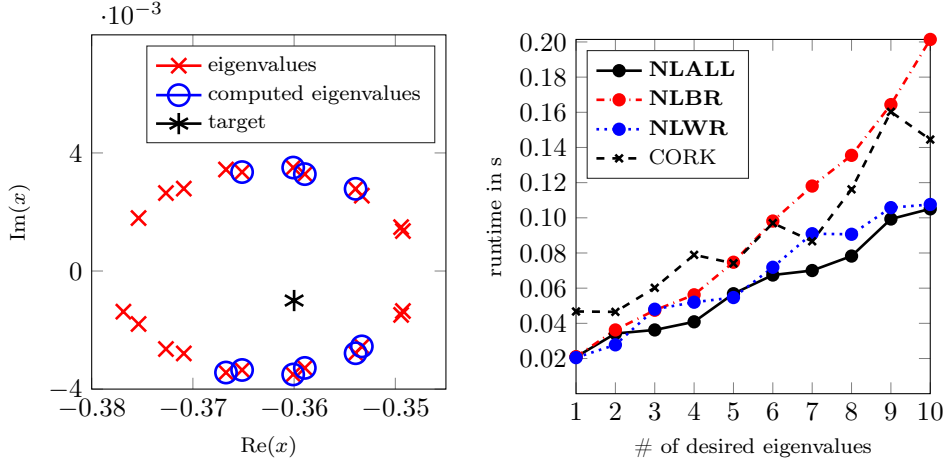 ·10⁻³
eigenvalues
computed eigenvalues
target
4
0
−4
Im(x)
−0.38 −0.37 −0.36 −0.35
Re(x)
NLALL
NLBR
NLWR
CORK
0.20
0.18
0.16
0.14
0.12
0.10
0.08
0.06
0.04
0.02
runtime in s
1 2 3 4 5 6 7 8 9 10
# of desired eigenvalues